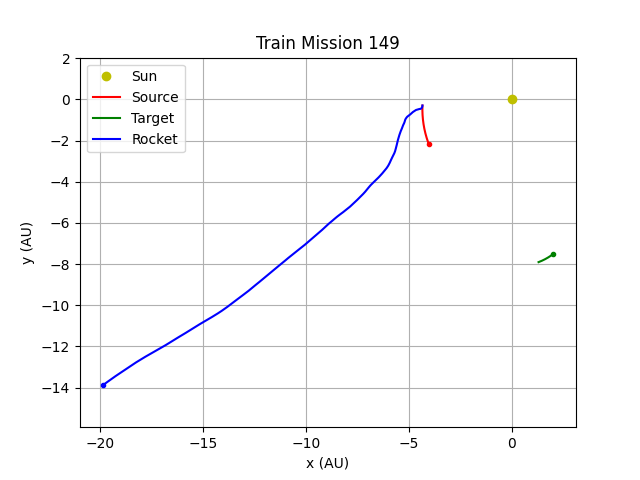 Train Mission 149
Sun
Source
Target
Rocket
y (AU)
2
0
−2
−4
−6
−8
−10
−12
−14
−20
−15
−10
−5
0
x (AU)